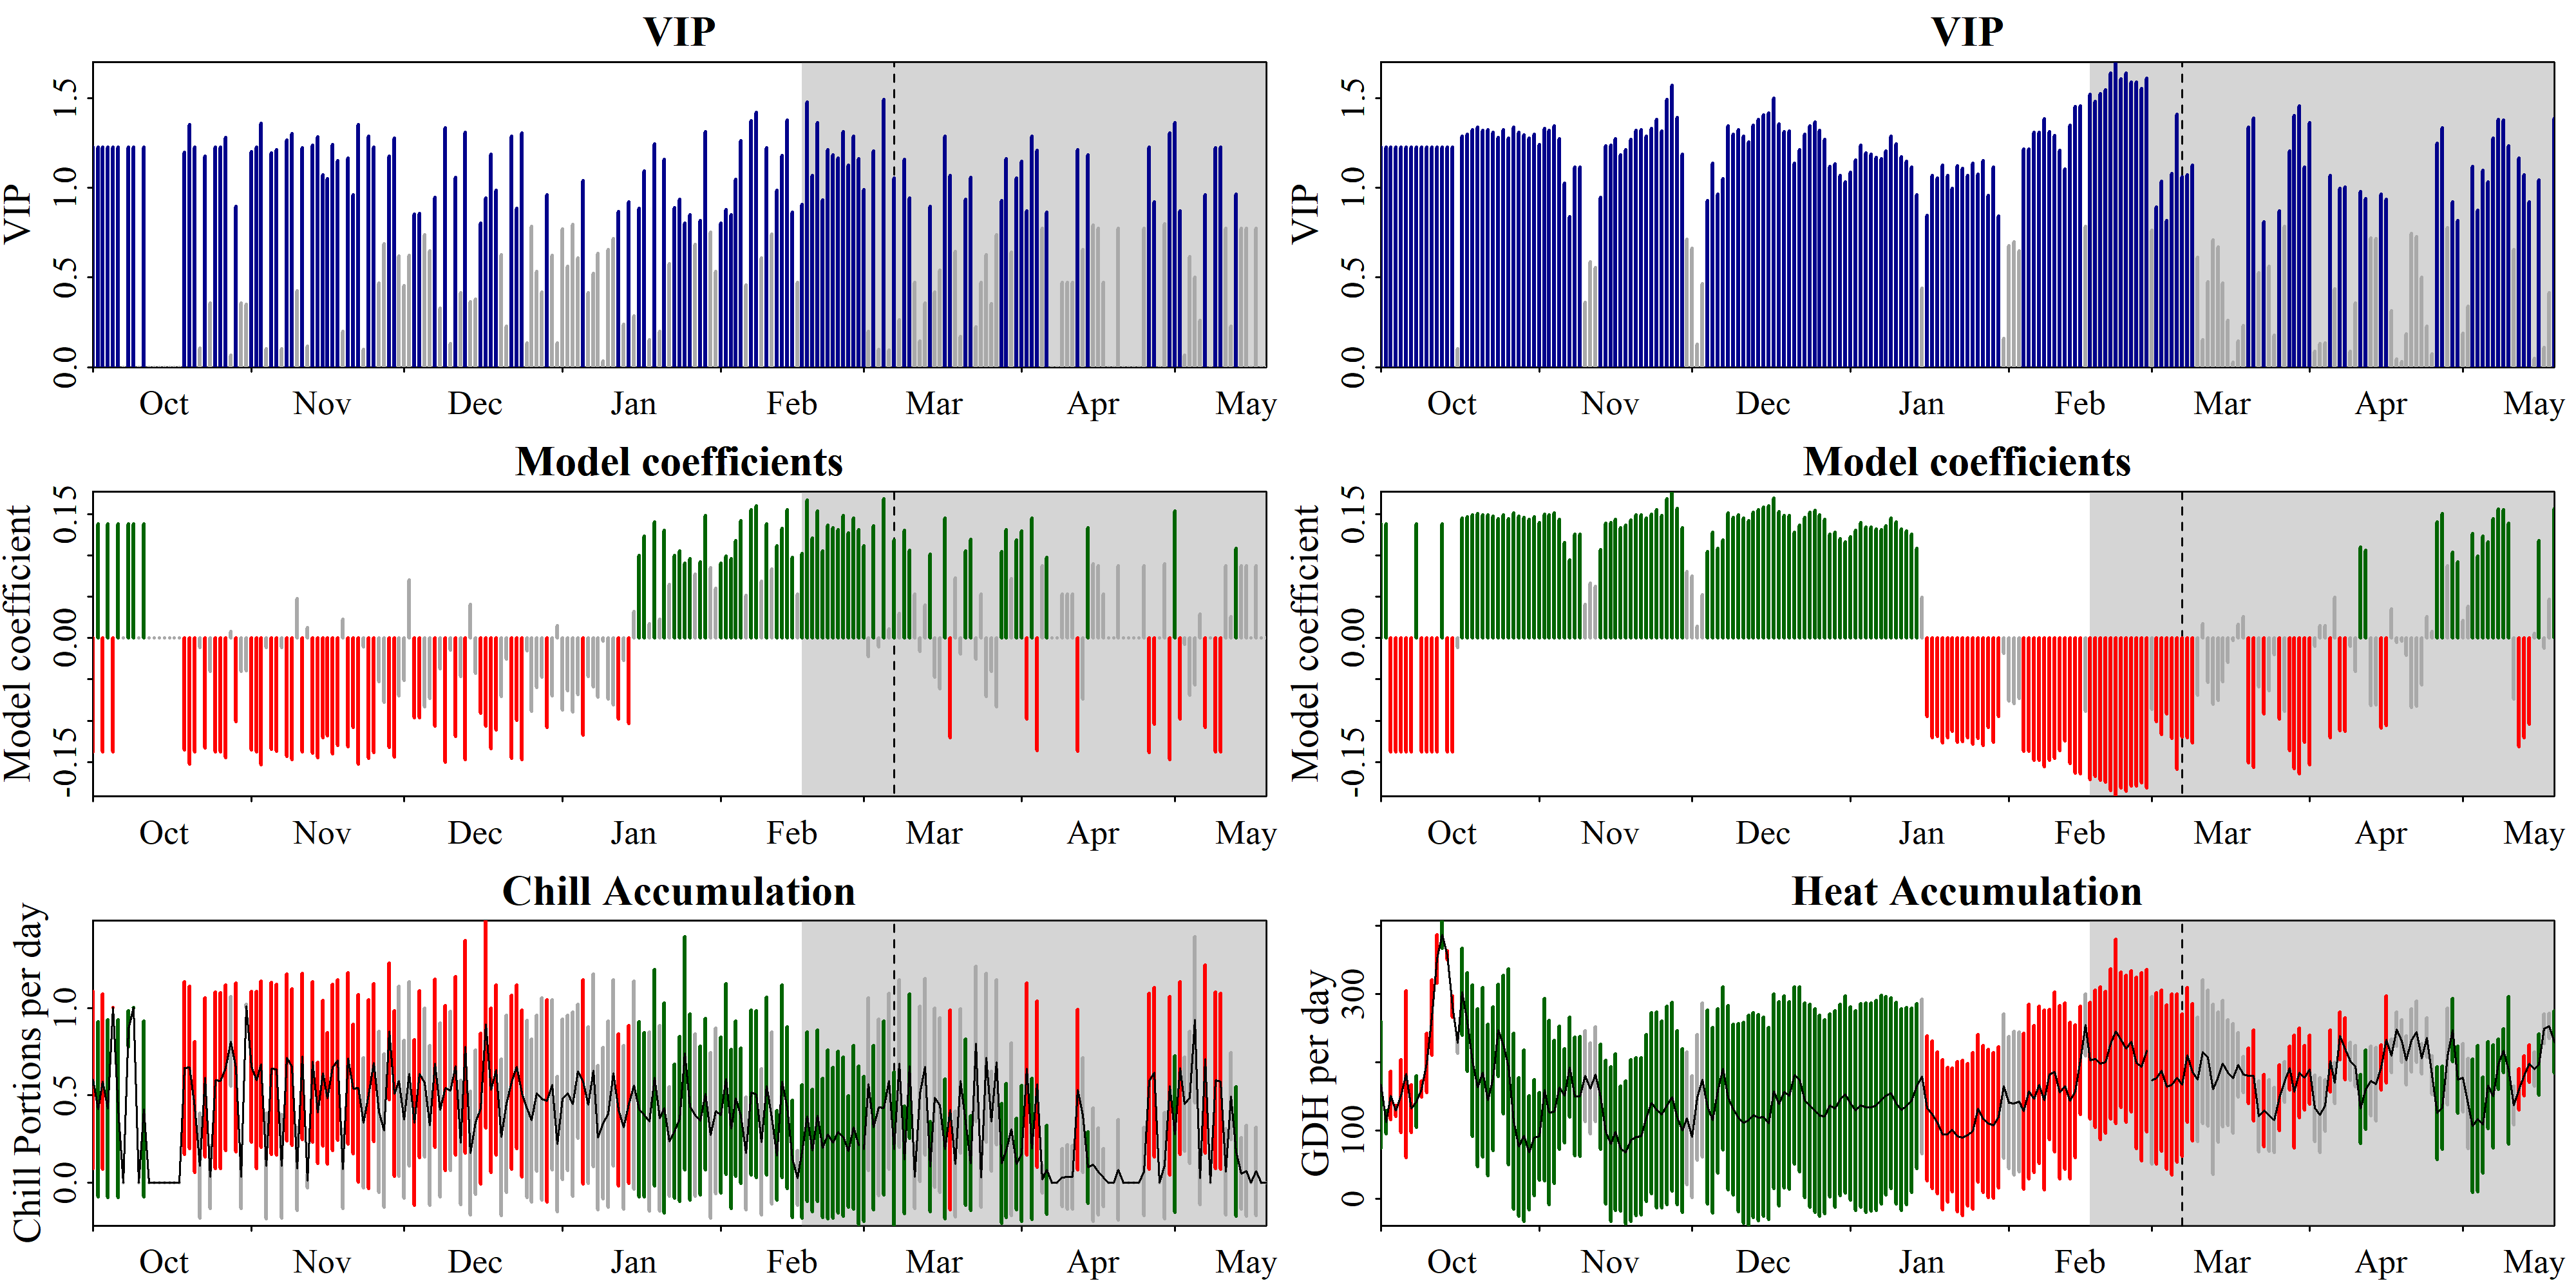 VIP
VIP
0.0 0.5 1.0 1.5
Oct Nov Dec Jan Feb Mar Apr May
VIP
VIP
0.0 0.5 1.0 1.5
Oct Nov Dec Jan Feb Mar Apr May
Model coefficients
Model coefficient
-0.15 0.00 0.15
Oct Nov Dec Jan Feb Mar Apr May
Model coefficients
Model coefficient
-0.15 0.00 0.15
Oct Nov Dec Jan Feb Mar Apr May
Chill Accumulation
Chill Portions per day
0.0 0.5 1.0
Oct Nov Dec Jan Feb Mar Apr May
Heat Accumulation
GDH per day
0 100 300
Oct Nov Dec Jan Feb Mar Apr May